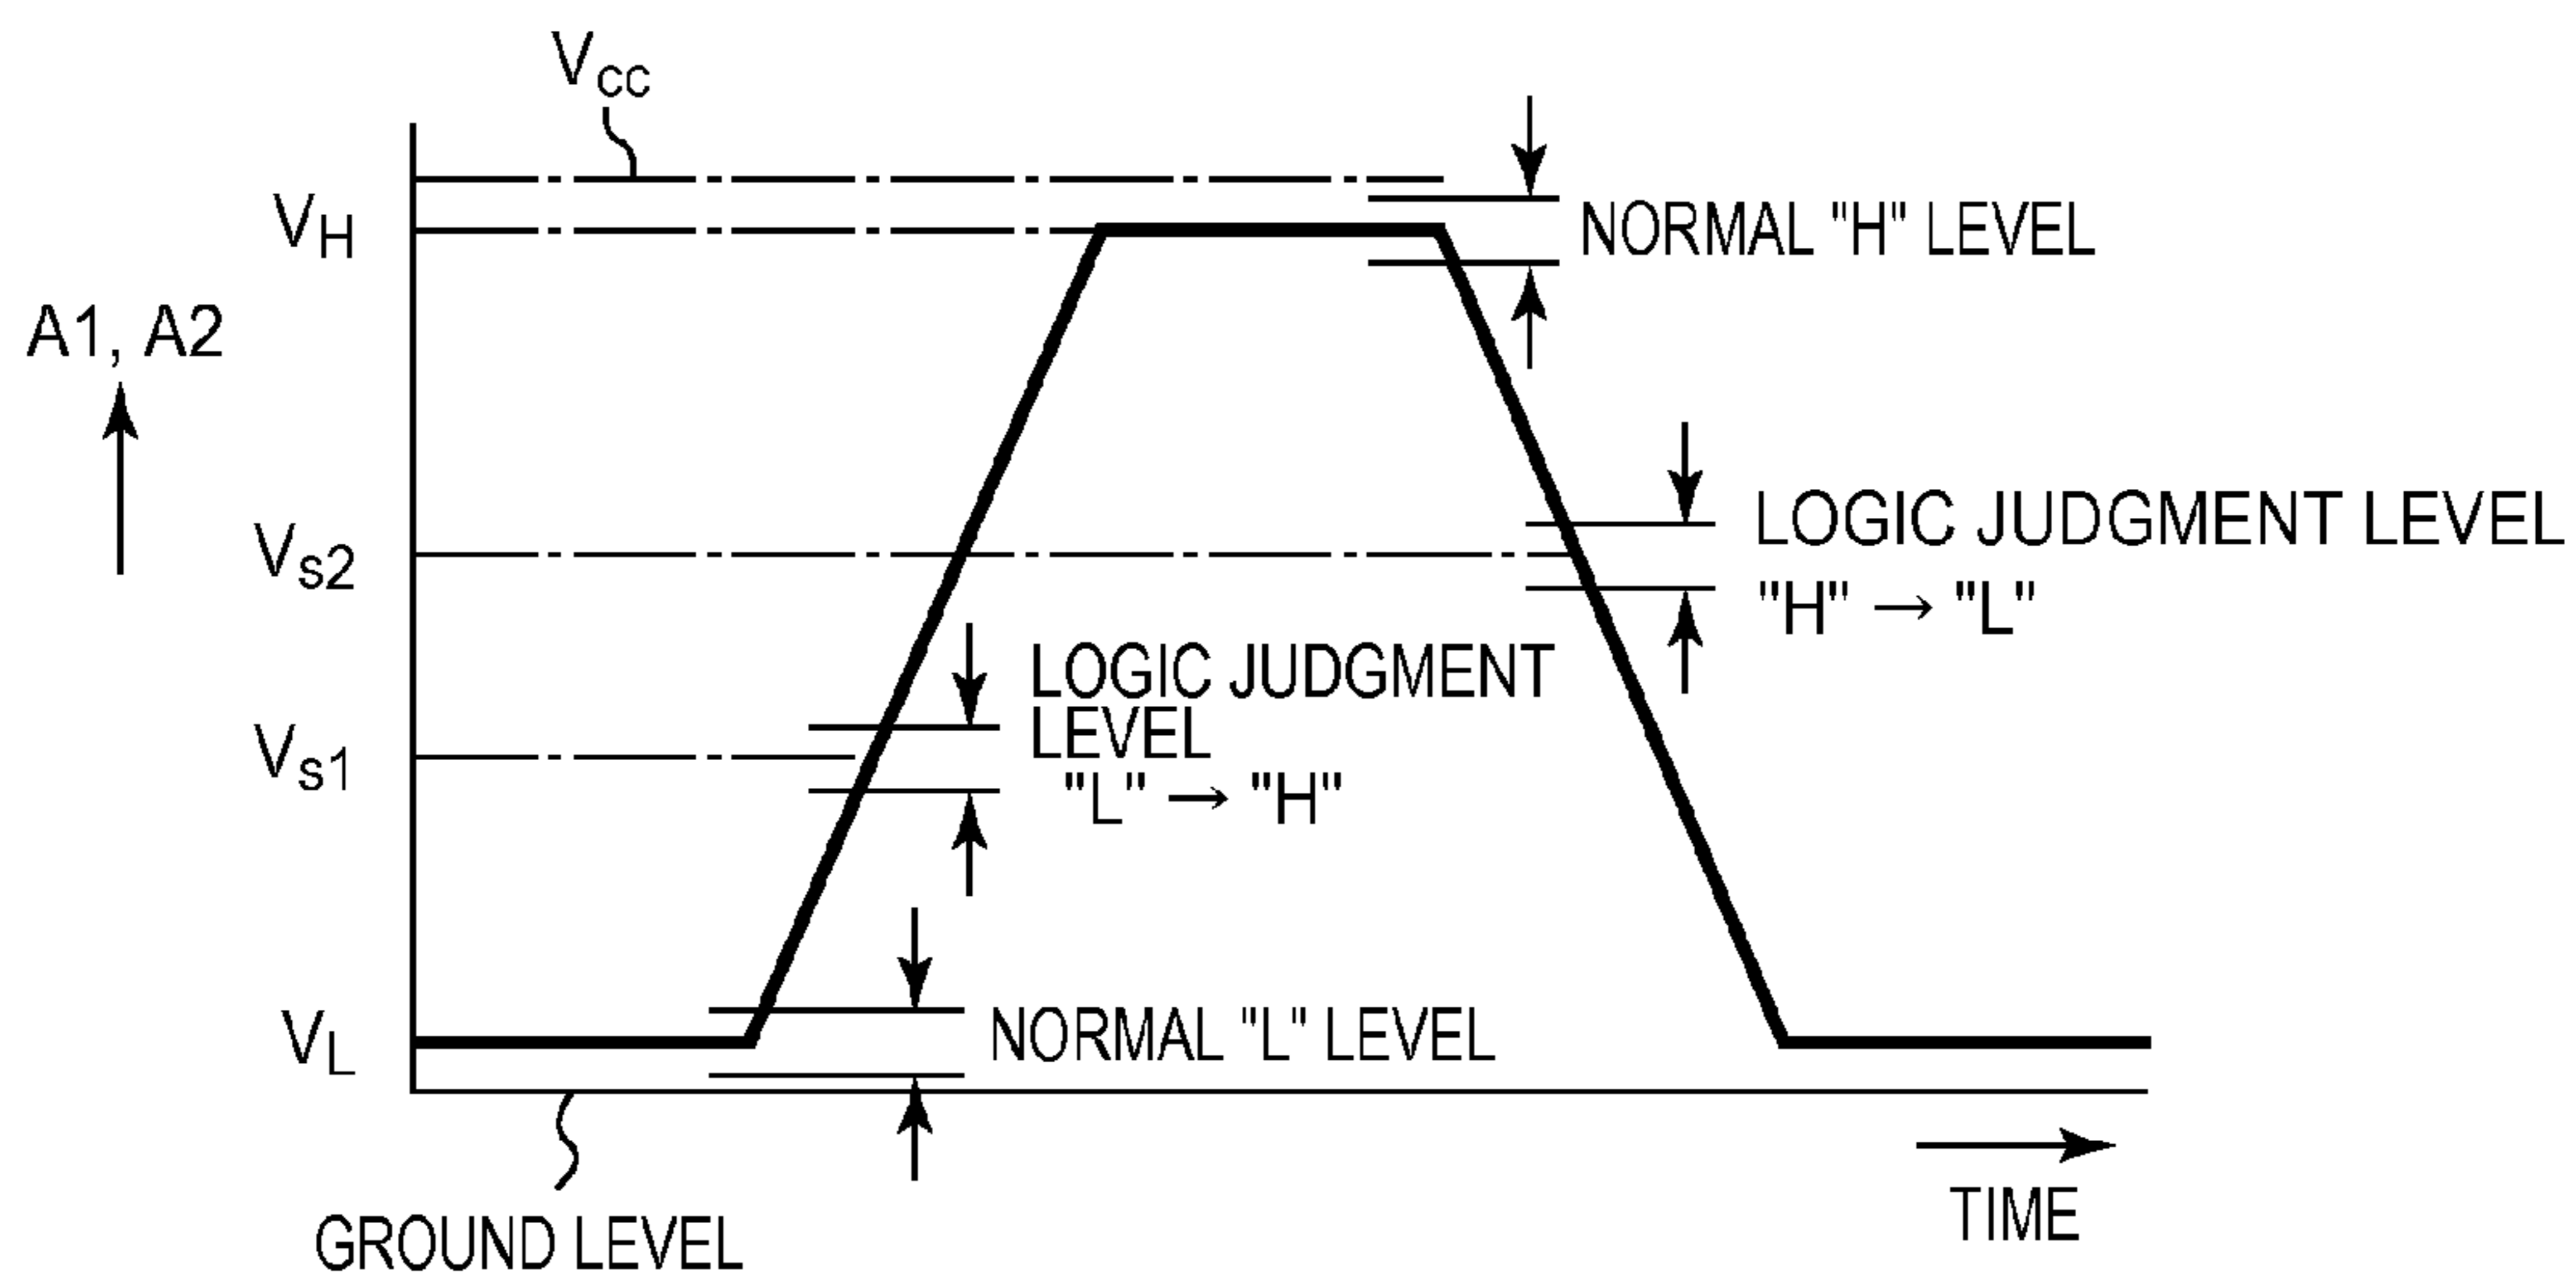 Vcc
VH
NORMAL "H" LEVEL
A1, A2
Vs2
LOGIC JUDGMENT LEVEL
"H" → "L"
LOGIC JUDGMENT
LEVEL
"L" → "H"
Vs1
VL
NORMAL "L" LEVEL
GROUND LEVEL
TIME